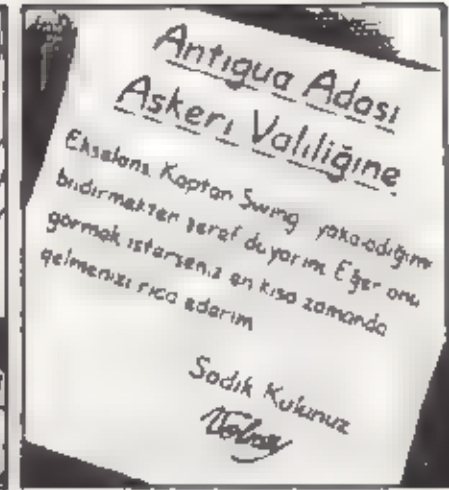 Antigua Adası
Askeri Valiliğine
Ekselans, Kaptan Swing yakaladığımı
bildirmekten şeref duyarım. Eğer onu
görmek isterseniz en kısa zamanda
gelmenizi rica ederim
Sadık Kulunuz